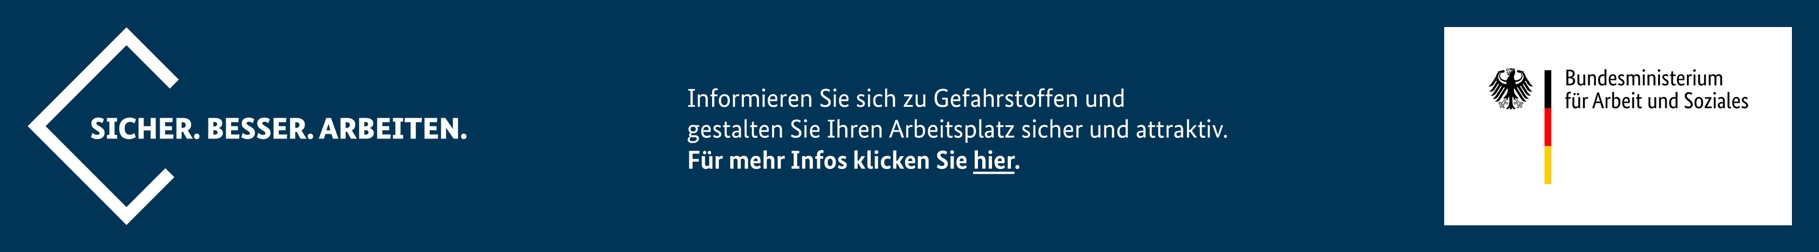 SICHER. BESSER. ARBEITEN.
Informieren Sie sich zu Gefahrstoffen und
gestalten Sie Ihren Arbeitsplatz sicher und attraktiv.
Für mehr Infos klicken Sie hier.
Bundesministerium
für Arbeit und Soziales